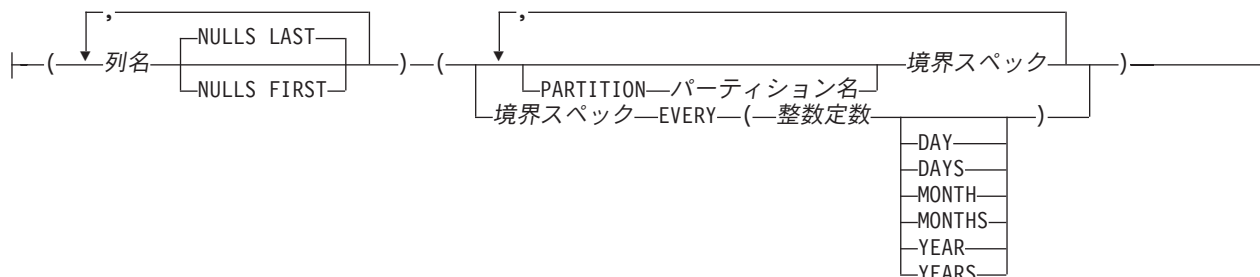 , ,
NULLS LAST
( 列名 ) ( 境界スペック )
NULLS FIRST PARTITION パーティション名
境界スペック EVERY ( 整数定数 )
DAY
DAYS
MONTH
MONTHS
YEAR
YEARS